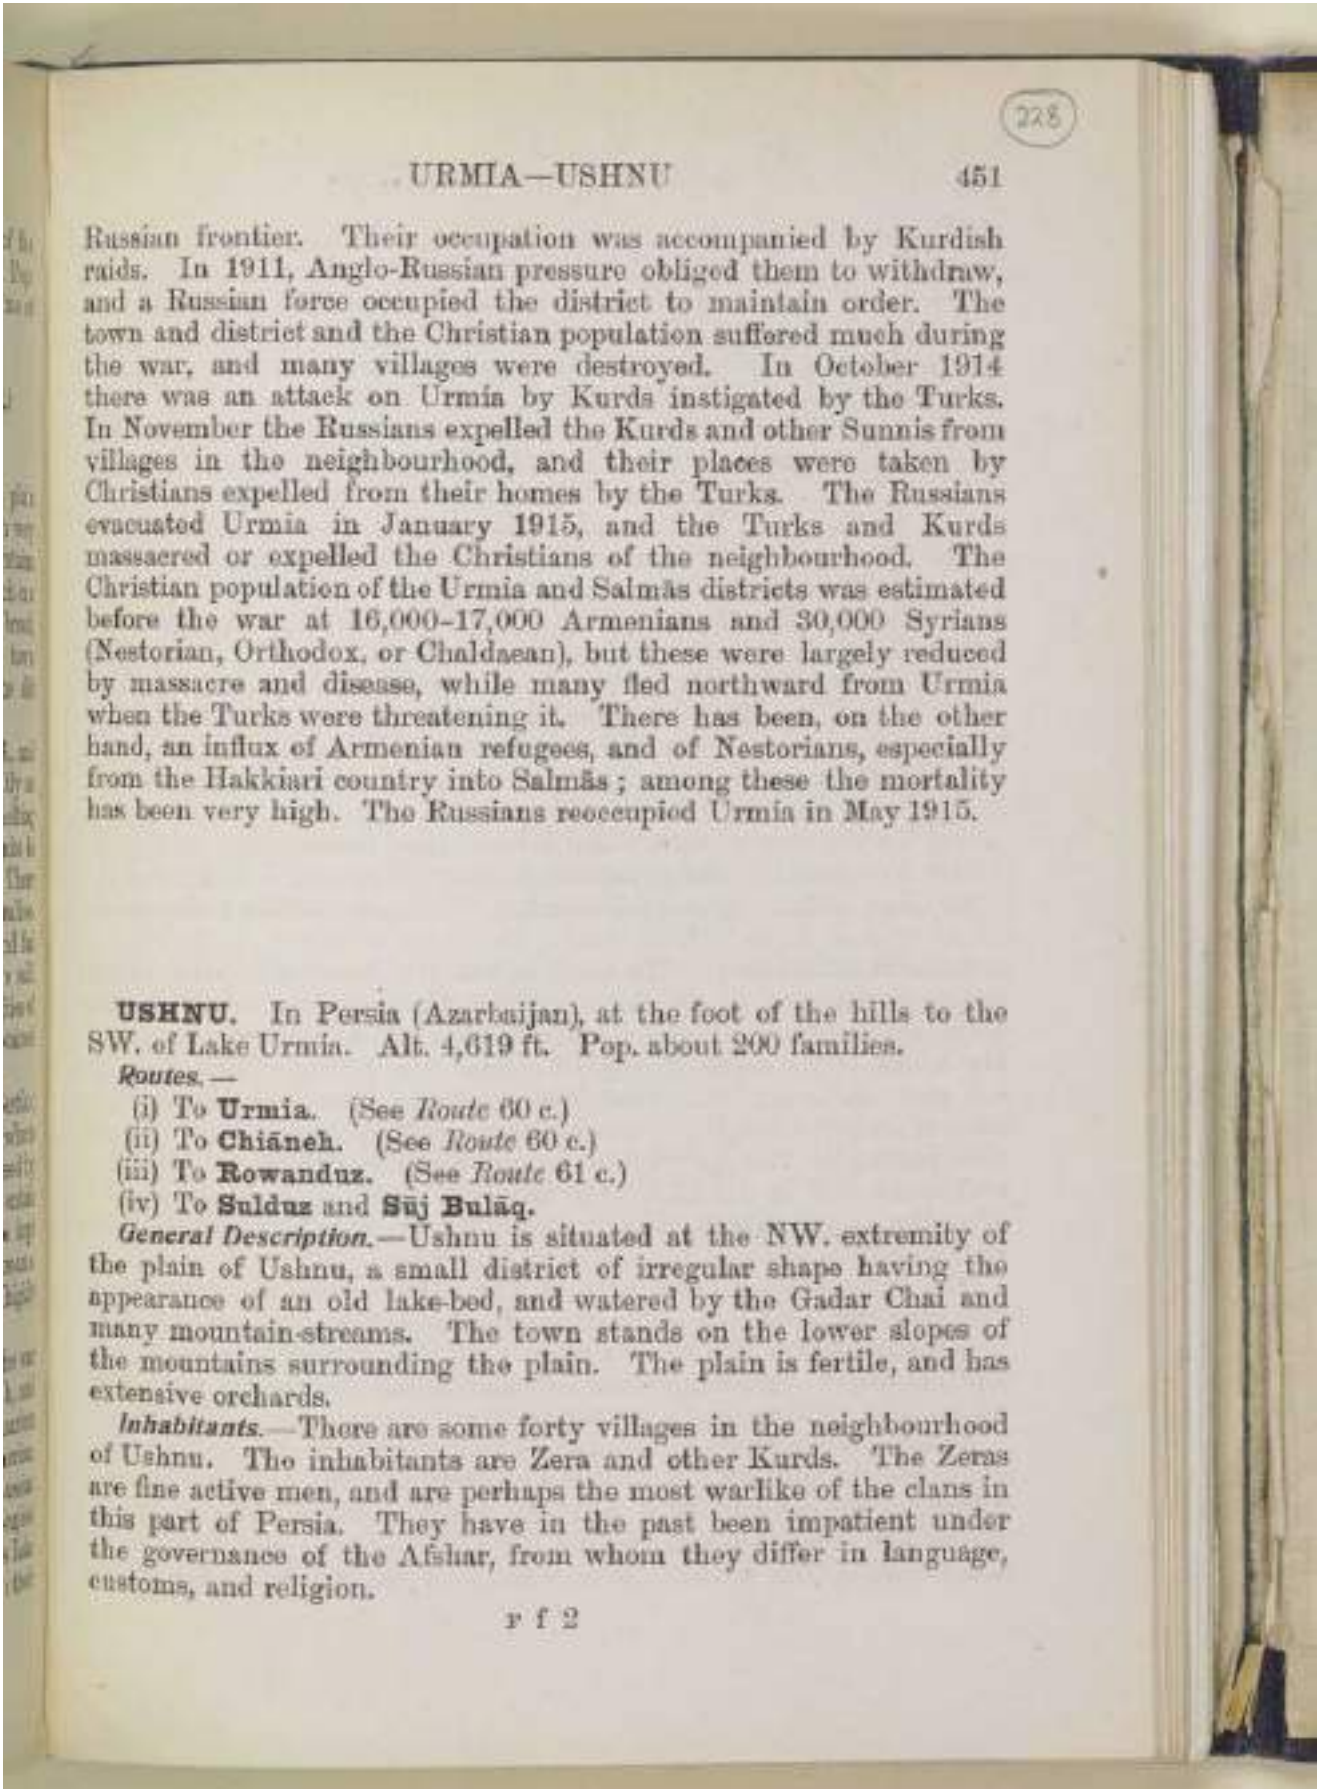 228
URMIA—USHNU 451
Russian frontier. Their occupation was accompanied by Kurdish
raids. In 1911, Anglo-Russian pressure obliged them to withdraw,
and a Russian force occupied the district to maintain order. The
town and district and the Christian population suffered much during
the war, and many villages were destroyed. In October 1914
there was an attack on Urmia by Kurds instigated by the Turks.
In November the Russians expelled the Kurds and other Sunnis from
villages in the neighbourhood, and their places were taken by
Christians expelled from their homes by the Turks. The Russians
evacuated Urmia in January 1915, and the Turks and Kurds
massacred or expelled the Christians of the neighbourhood. The
Christian population of the Urmia and Salmās districts was estimated
before the war at 16,000–17,000 Armenians and 30,000 Syrians
(Nestorian, Orthodox, or Chaldaean), but these were largely reduced
by massacre and disease, while many fled northward from Urmia
when the Turks were threatening it. There has been, on the other
hand, an influx of Armenian refugees, and of Nestorians, especially
from the Hakkiari country into Salmās ; among these the mortality
has been very high. The Russians reoccupied Urmia in May 1915.
USHNU. In Persia (Azarbaijan), at the foot of the hills to the
SW. of Lake Urmia. Alt. 4,619 ft. Pop. about 200 families.
Routes.—
(i) To Urmia. (See Route 60 c.)
(ii) To Chiāneh. (See Route 60 c.)
(iii) To Rowanduz. (See Route 61 c.)
(iv) To Sulduz and Sūj Bulāq.
General Description.—Ushnu is situated at the NW. extremity of
the plain of Ushnu, a small district of irregular shape having the
appearance of an old lake-bed, and watered by the Gadar Chai and
many mountain-streams. The town stands on the lower slopes of
the mountains surrounding the plain. The plain is fertile, and has
extensive orchards.
Inhabitants.—There are some forty villages in the neighbourhood
of Ushnu. The inhabitants are Zera and other Kurds. The Zeras
are fine active men, and are perhaps the most warlike of the clans in
this part of Persia. They have in the past been impatient under
the governance of the Afshar, from whom they differ in language,
customs, and religion.
r f 2